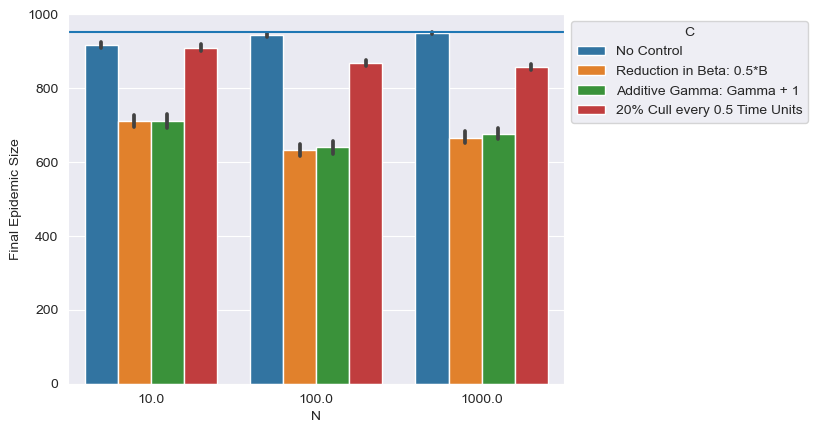 1000
800
600
400
200
0
Final Epidemic Size
10.0
100.0
1000.0
N
C
No Control
Reduction in Beta: 0.5*B
Additive Gamma: Gamma + 1
20% Cull every 0.5 Time Units